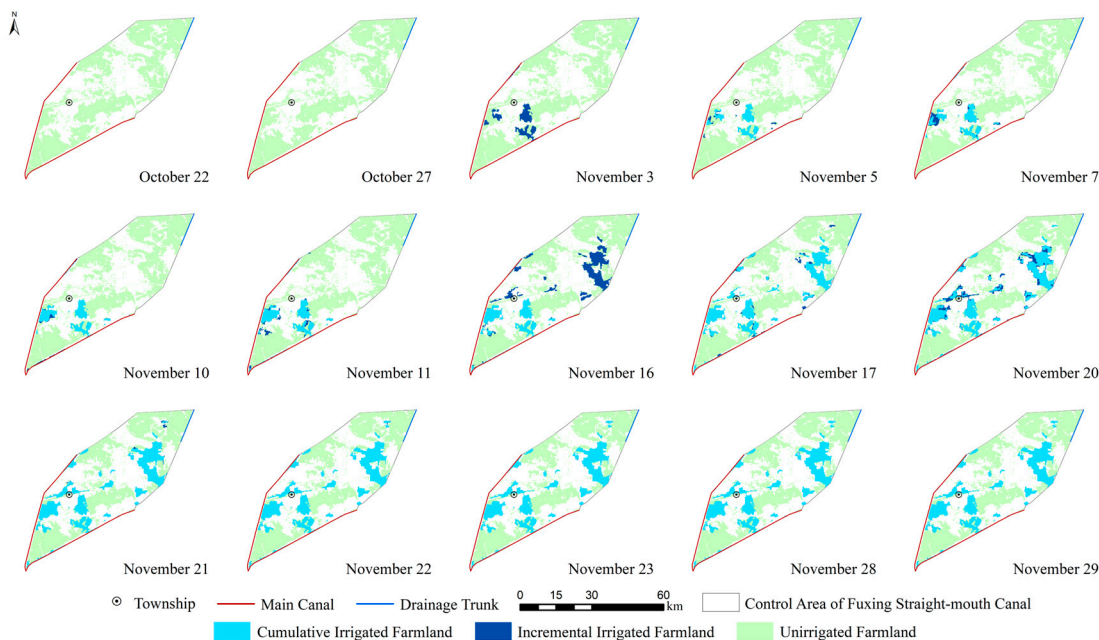 N
October 22
October 27
November 3
November 5
November 7
November 10
November 11
November 16
November 17
November 20
November 21
November 22
November 23
November 28
November 29
Township
Main Canal
Drainage Trunk
0 15 30 60
km
Control Area of Fuxing Straight-mouth Canal
Cumulative Irrigated Farmland
Incremental Irrigated Farmland
Unirrigated Farmland